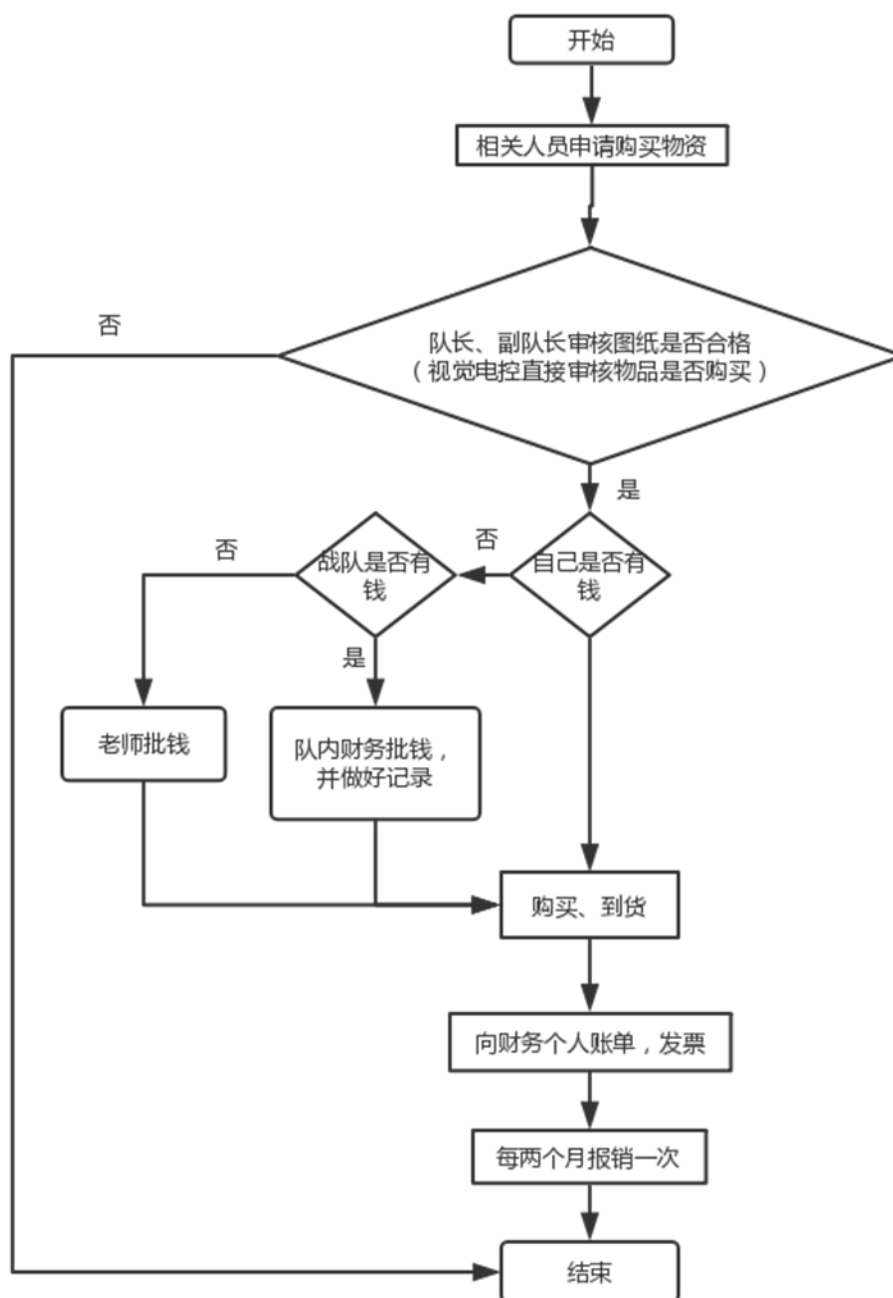 开始
相关人员申请购买物资
否
队长、副队长审核图纸是否合格
（视觉电控直接审核物品是否购买）
是
否
战队是否有
钱
否
自己是否有
钱
是
老师批钱
队内财务批钱，
并做好记录
购买、到货
向财务个人账单，发票
每两个月报销一次
结束